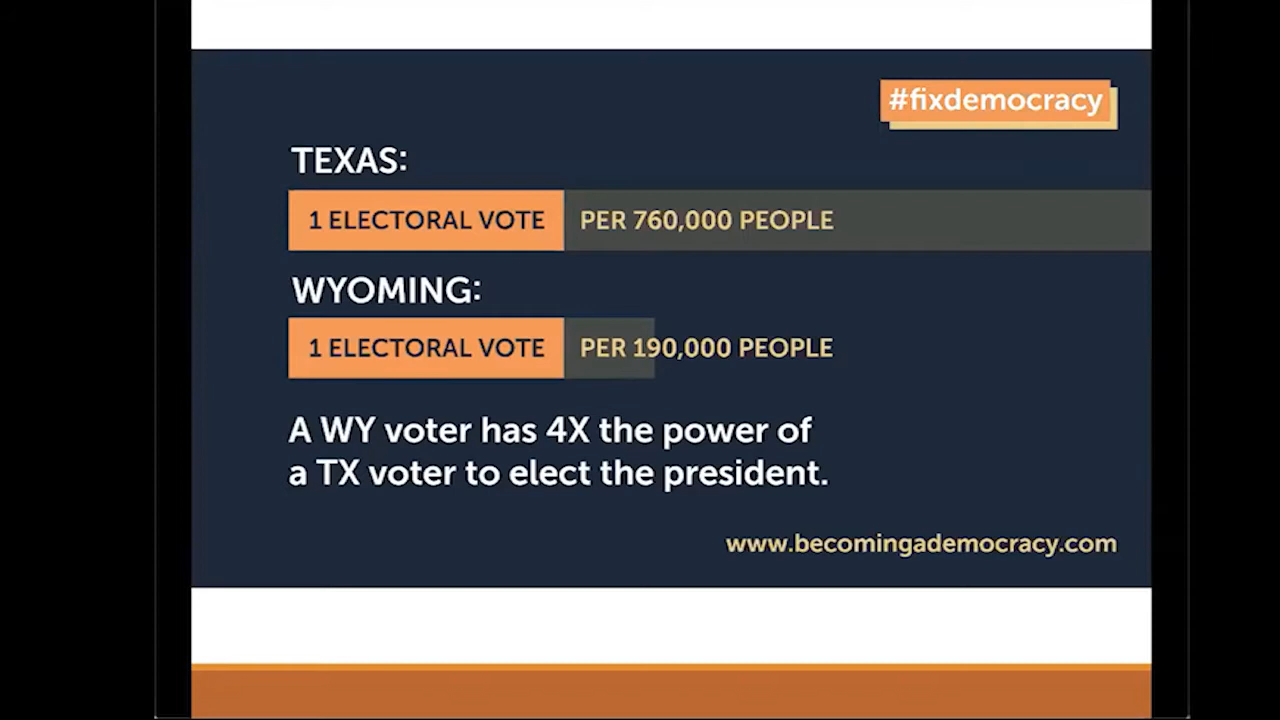 #fixdemocracy
TEXAS:
1 ELECTORAL VOTE PER 760,000 PEOPLE
WYOMING:
1 ELECTORAL VOTE PER 190,000 PEOPLE
A WY voter has 4X the power of
a TX voter to elect the president.
www.becomingademocracy.com